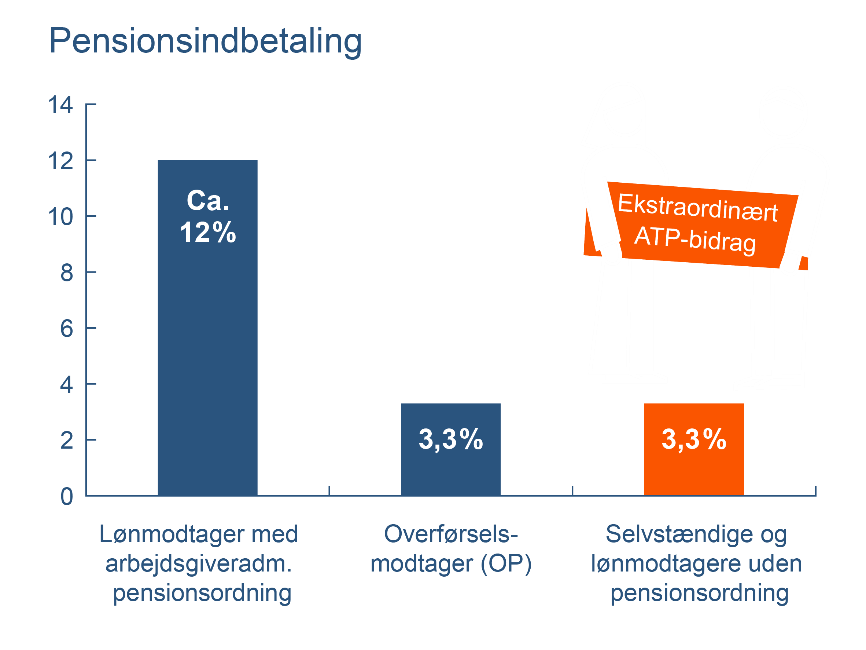 Pensionsindbetaling
14
12
10
8
6
4
2
0
Ca.
12%
3,3%
3,3%
Ekstraordinært
ATP-bidrag
Lønmodtager med
arbejdsgiveradm.
pensionsordning
Overførsels-
modtager (OP)
Selvstændige og
lønmodtagere uden
pensionsordning